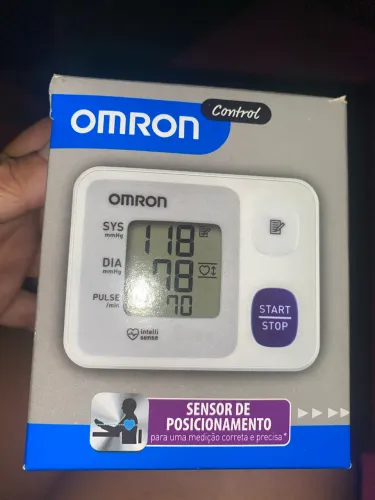 Control
OMRON
OMRON
SYS
mmHg
118
DIA
mmHg
78
PULSE
/min
70
intelli
sense
START
STOP
SENSOR DE
POSICIONAMENTO
para uma medição correta e precisa*